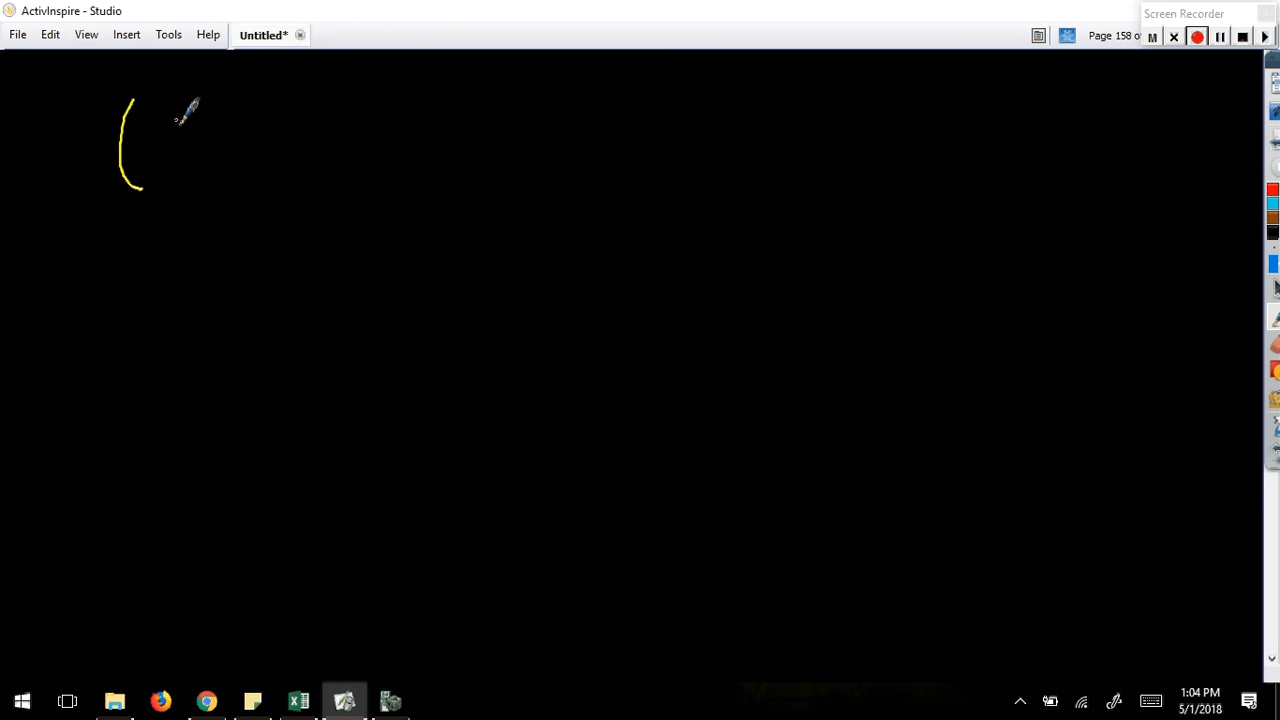 ActivInspire - Studio
Screen Recorder
File Edit View Insert Tools Help Untitled* Page 158 o
M
(
1:04 PM
5/1/2018